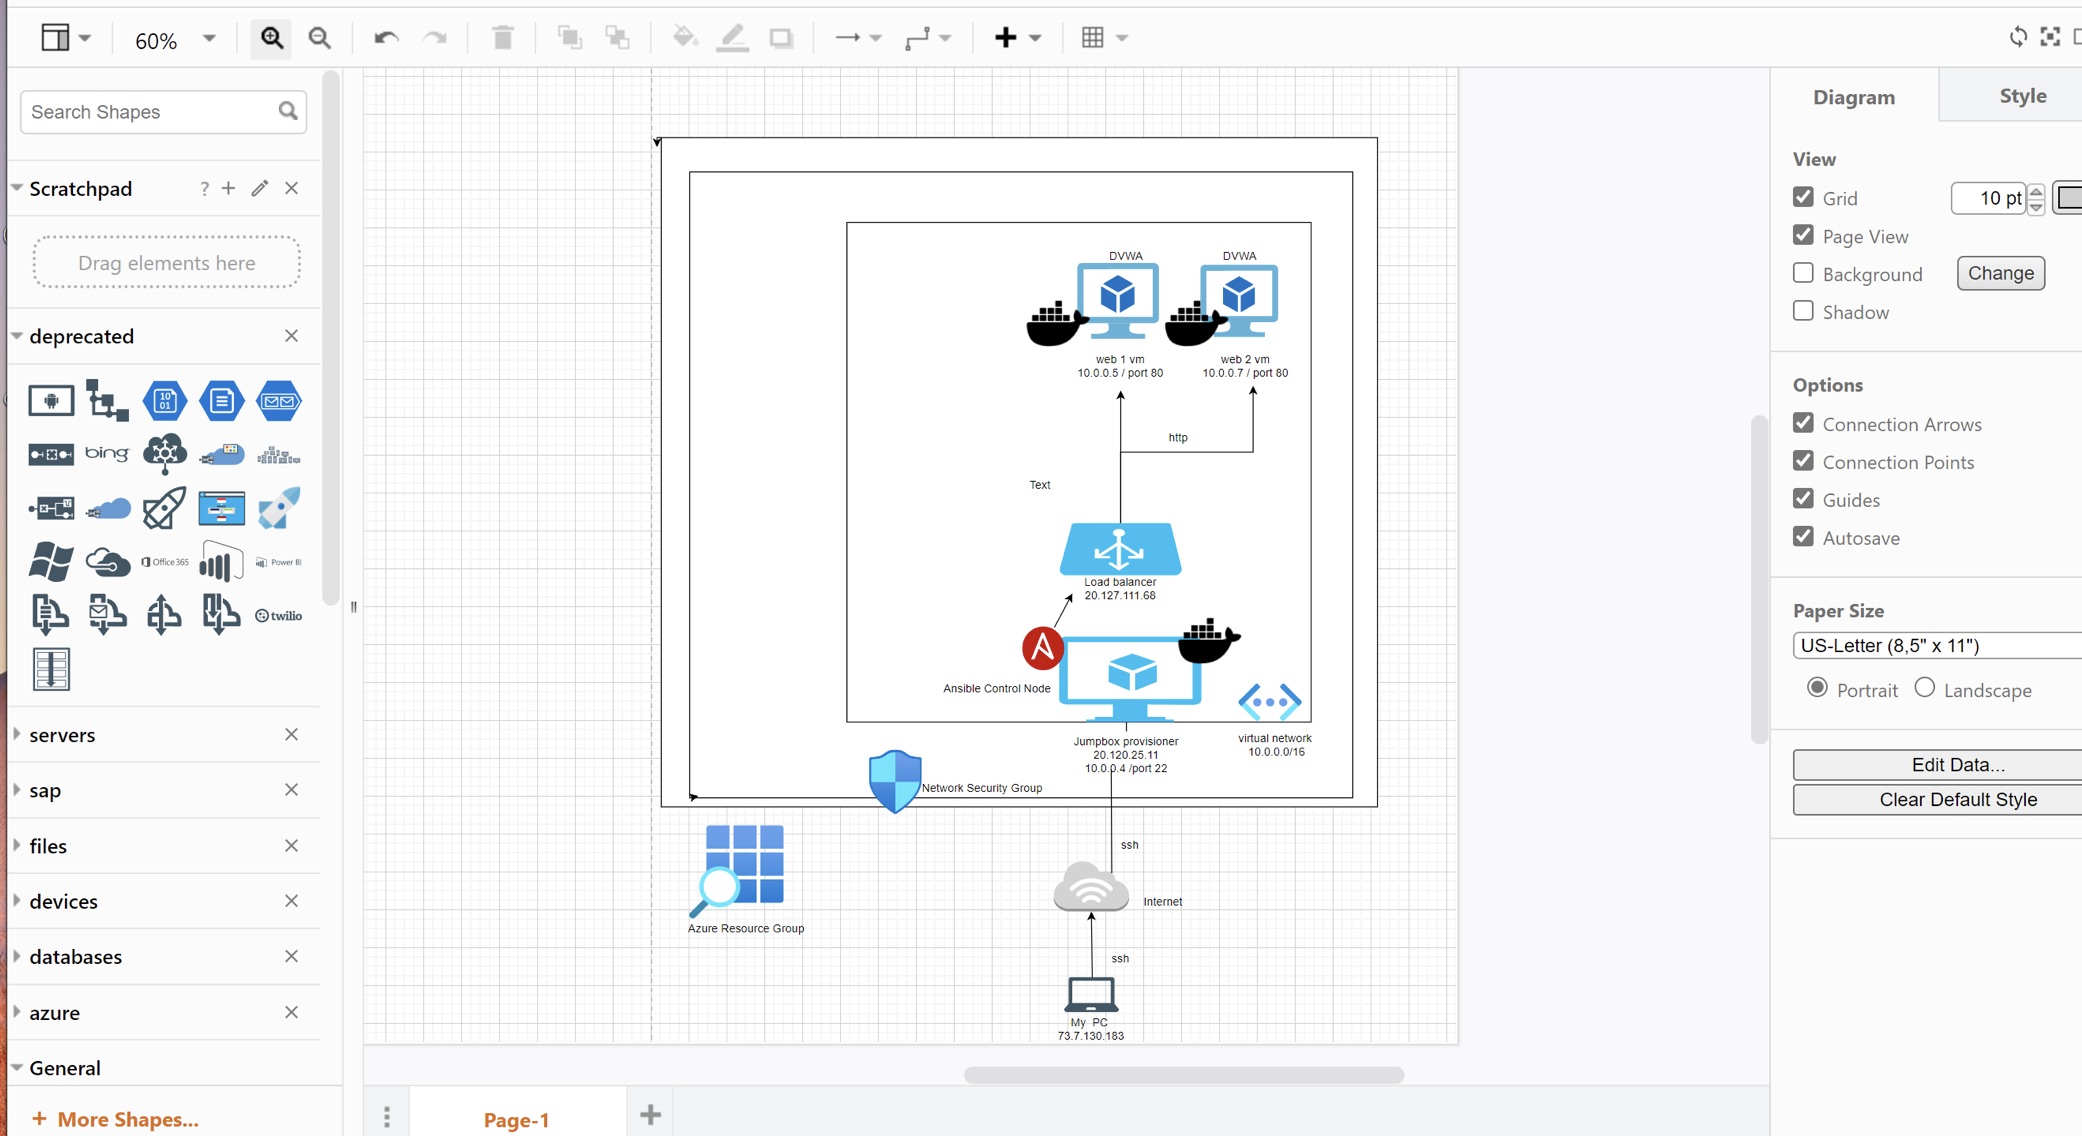 60%
Search Shapes
Scratchpad
?
Drag elements here
deprecated
10
01
bing
Office 365
Power BI
twilio
servers
sap
files
devices
databases
azure
General
+ More Shapes...
DVWA
DVWA
web 1 vm
10.0.0.5 / port 80
web 2 vm
10.0.0.7 / port 80
http
Text
Load balancer
20.127.111.68
Ansible Control Node
Jumpbox provisioner
20.120.25.11
10.0.0.4 /port 22
virtual network
10.0.0.0/16
Network Security Group
ssh
Internet
Azure Resource Group
ssh
My PC
73.7.130.183
Page-1
Diagram
Style
View
Grid
10 pt
Page View
Background
Change
Shadow
Options
Connection Arrows
Connection Points
Guides
Autosave
Paper Size
US-Letter (8,5" x 11")
Portrait
Landscape
Edit Data...
Clear Default Style